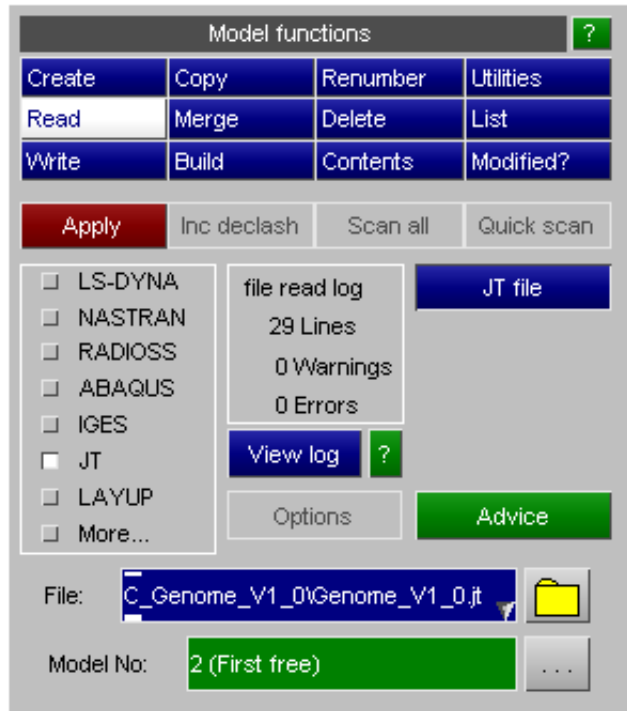 Model functions ?
Create Copy Renumber Utilities
Read Merge Delete List
Write Build Contents Modified?
Apply Inc declash Scan all Quick scan
LS-DYNA
NASTRAN
RADIOSS
ABAQUS
IGES
JT
LAYUP
More...
file read log
29 Lines
0 Warnings
0 Errors
View log ?
Options
JT file
Advice
File: C_Genome_V1_0\Genome_V1_0.jt
Model No: 2 (First free) ...